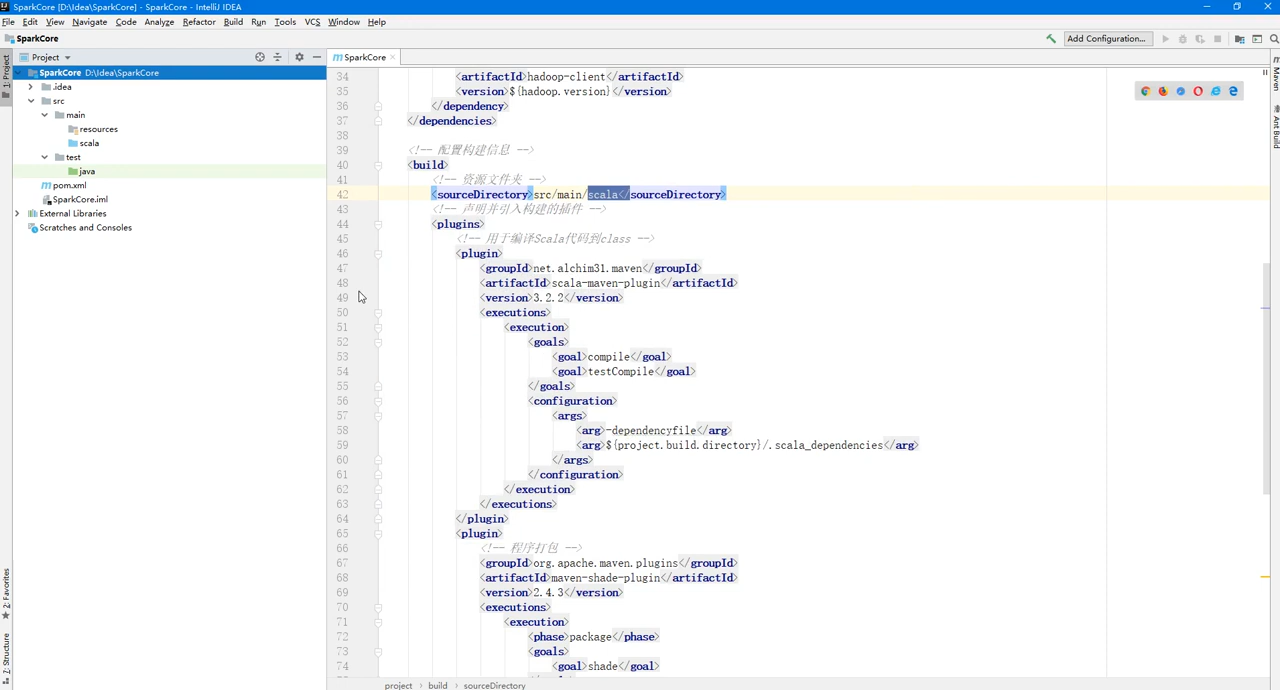 SparkCore [D:\Idea\SparkCore] - SparkCore - IntelliJ IDEA
File Edit View Navigate Code Analyze Refactor Build Run Tools VCS Window Help
SparkCore
Add Configuration...
Project
SparkCore
1: Project
SparkCore D:\Idea\SparkCore
.idea
src
main
resources
scala
test
java
pom.xml
SparkCore.iml
External Libraries
Scratches and Consoles
2: Favorites
Z: Structure
Maven
Ant Build
34 <artifactId>hadoop-client</artifactId>
35 <version>${hadoop.version}</version>
36 </dependency>
37 </dependencies>
38
39 <!-- 配置构建信息 -->
40 <build>
41 <!-- 资源文件夹 -->
42 <sourceDirectory>src/main/scala</sourceDirectory>
43 <!-- 声明并引入构建的插件 -->
44 <plugins>
45 <!-- 用于编译Scala代码到class -->
46 <plugin>
47 <groupId>net.alchim31.maven</groupId>
48 <artifactId>scala-maven-plugin</artifactId>
49 <version>3.2.2</version>
50 <executions>
51 <execution>
52 <goals>
53 <goal>compile</goal>
54 <goal>testCompile</goal>
55 </goals>
56 <configuration>
57 <args>
58 <arg>-dependencyfile</arg>
59 <arg>${project.build.directory}/.scala_dependencies</arg>
60 </args>
61 </configuration>
62 </execution>
63 </executions>
64 </plugin>
65 <plugin>
66 <!-- 程序打包 -->
67 <groupId>org.apache.maven.plugins</groupId>
68 <artifactId>maven-shade-plugin</artifactId>
69 <version>2.4.3</version>
70 <executions>
71 <execution>
72 <phase>package</phase>
73 <goals>
74 <goal>shade</goal>
project › build › sourceDirectory